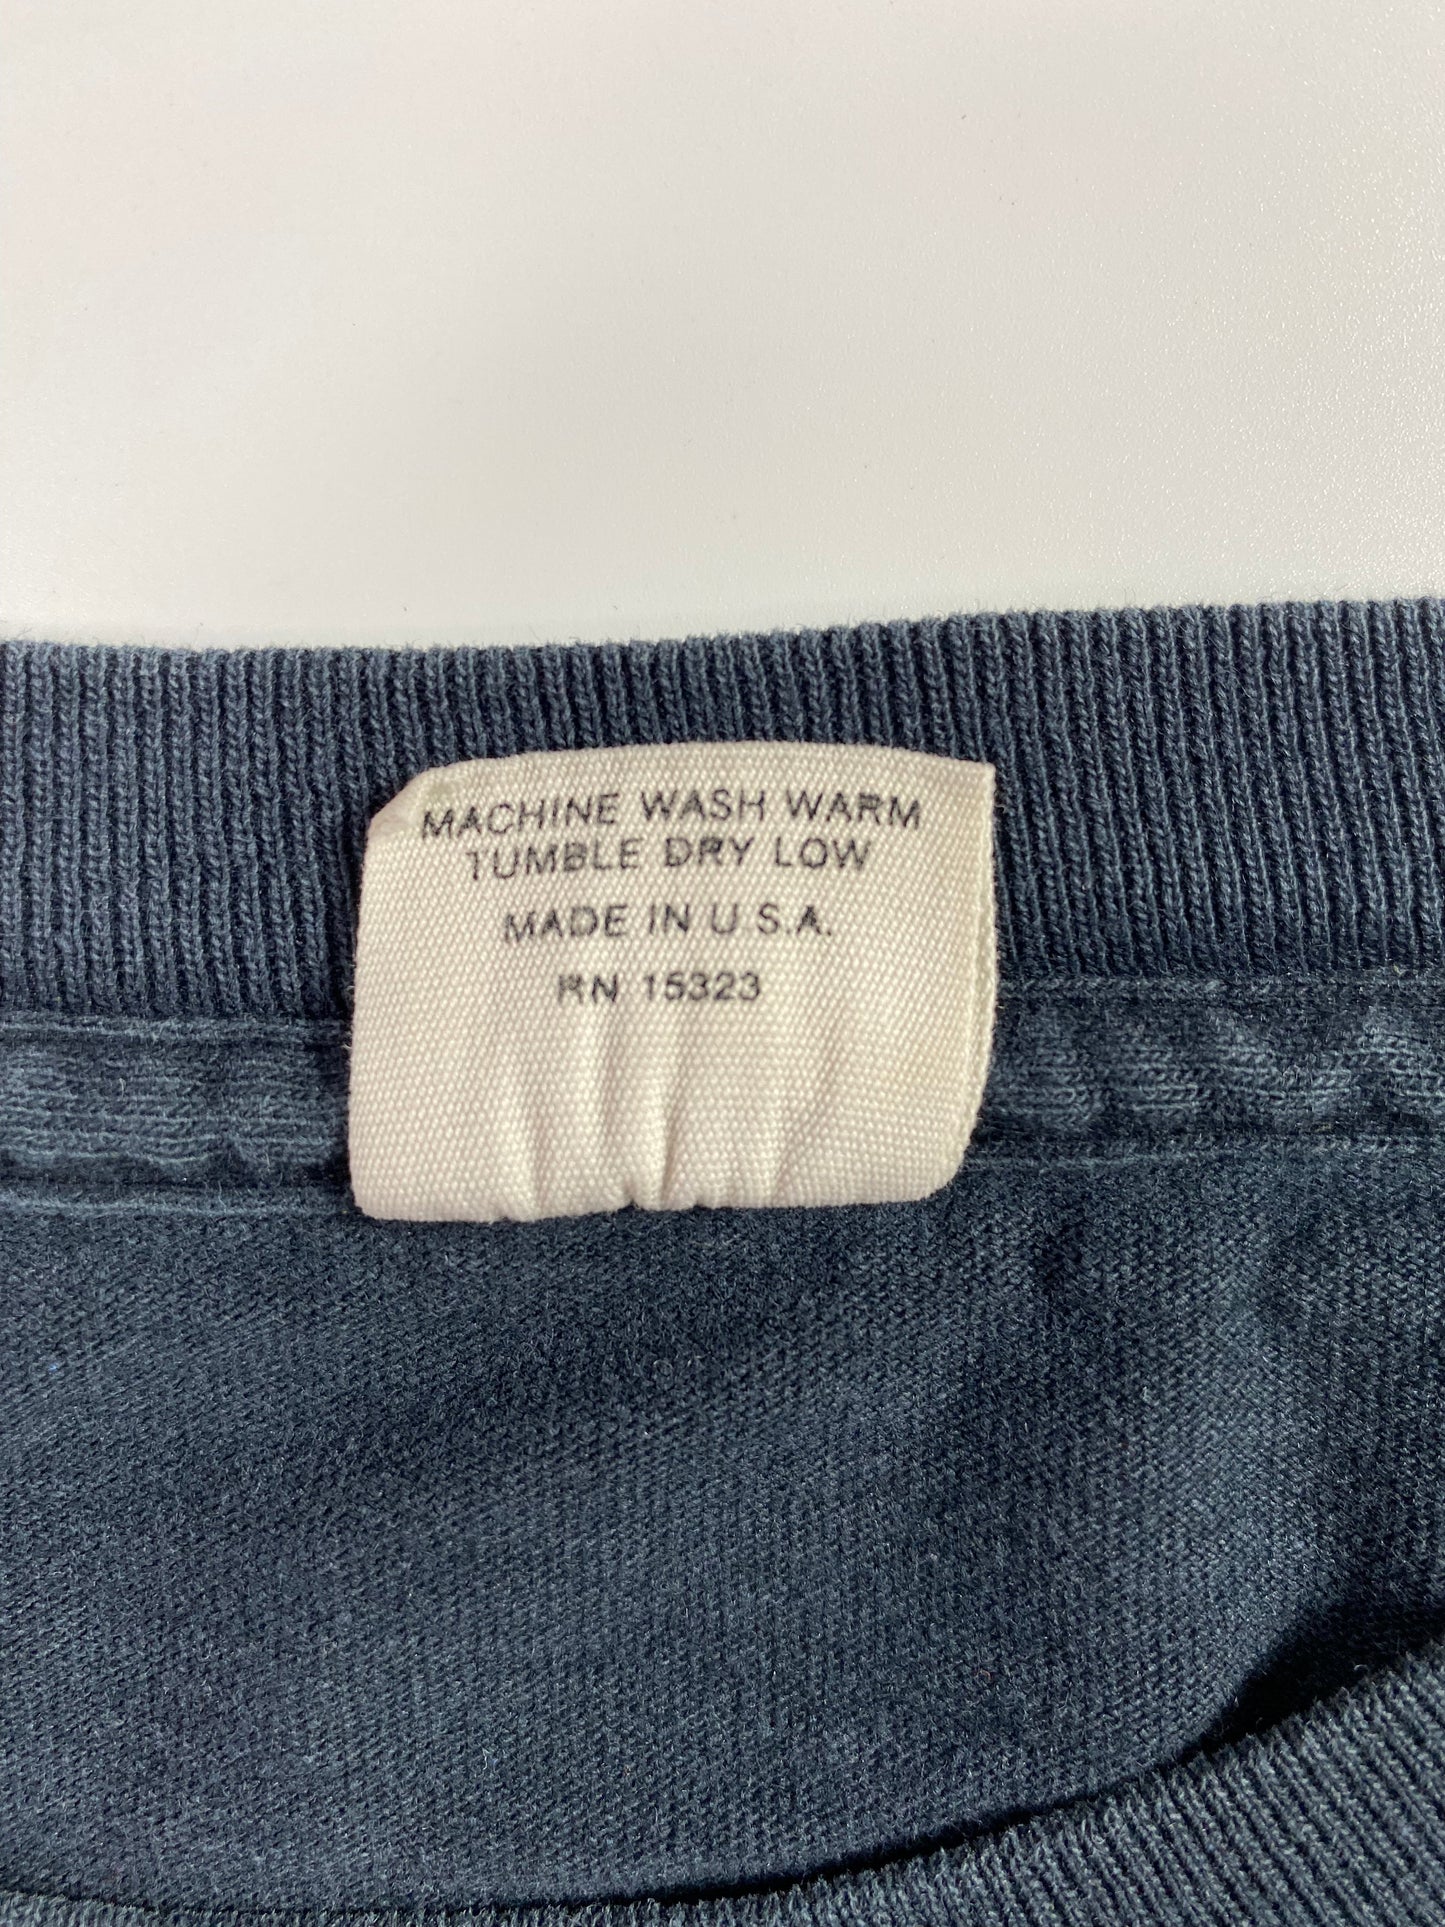 MACHINE WASH WARM
TUMBLE DRY LOW
MADE IN U.S.A.
RN 15323